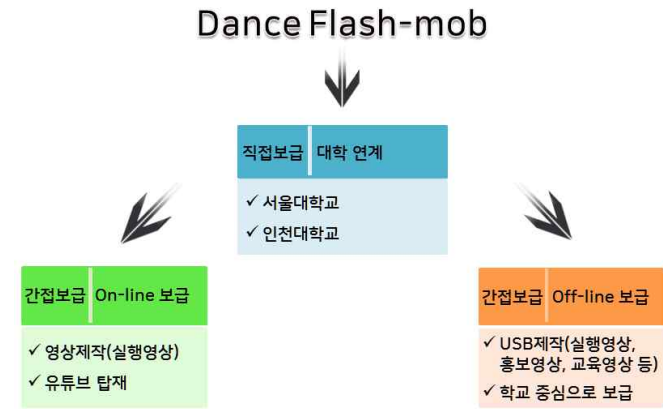 Dance Flash-mob
직접보급 대학 연계
✓ 서울대학교
✓ 인천대학교
간접보급 On-line 보급
✓ 영상제작(실행영상)
✓ 유튜브 탑재
간접보급 Off-line 보급
✓ USB제작(실행영상,
홍보영상, 교육영상 등)
✓ 학교 중심으로 보급